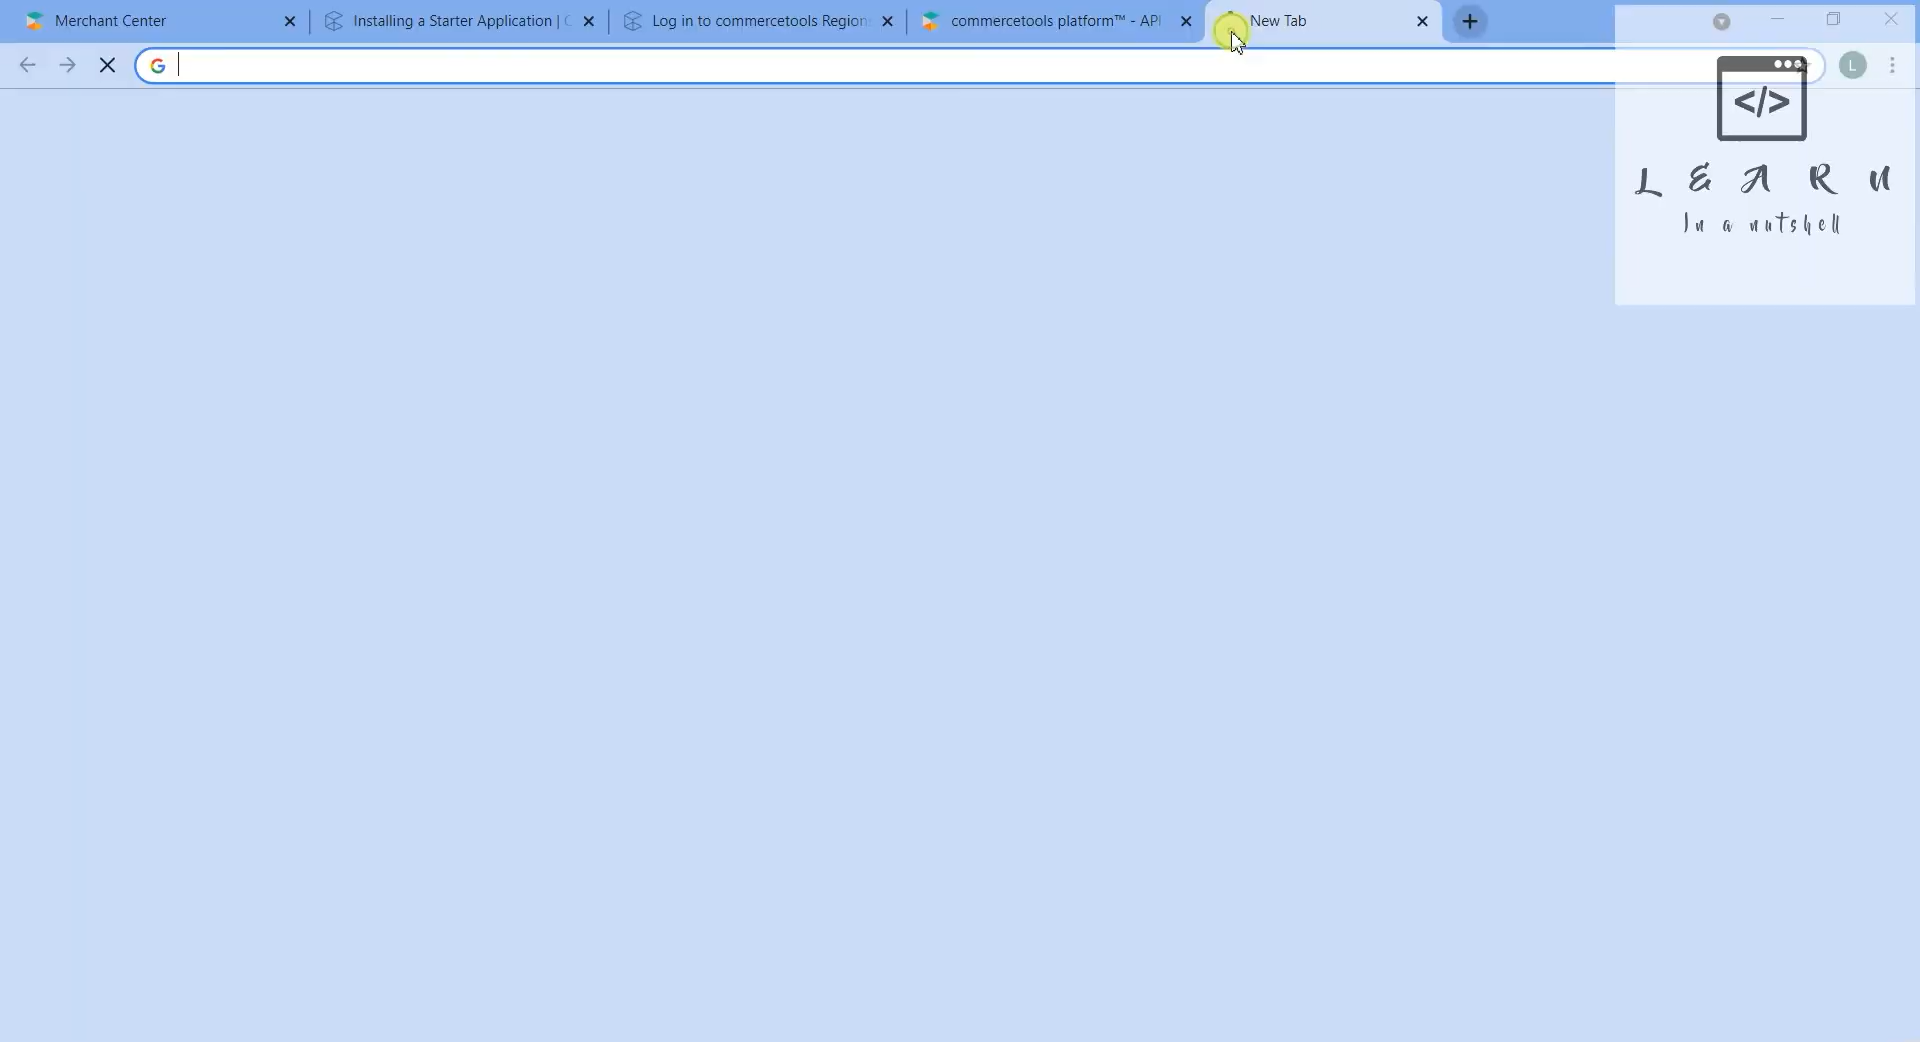 Merchant Center
Installing a Starter Application |
Log in to commercetools Region
commercetools platform™ - API
New Tab
L
</>
LEARN
In a nutshell